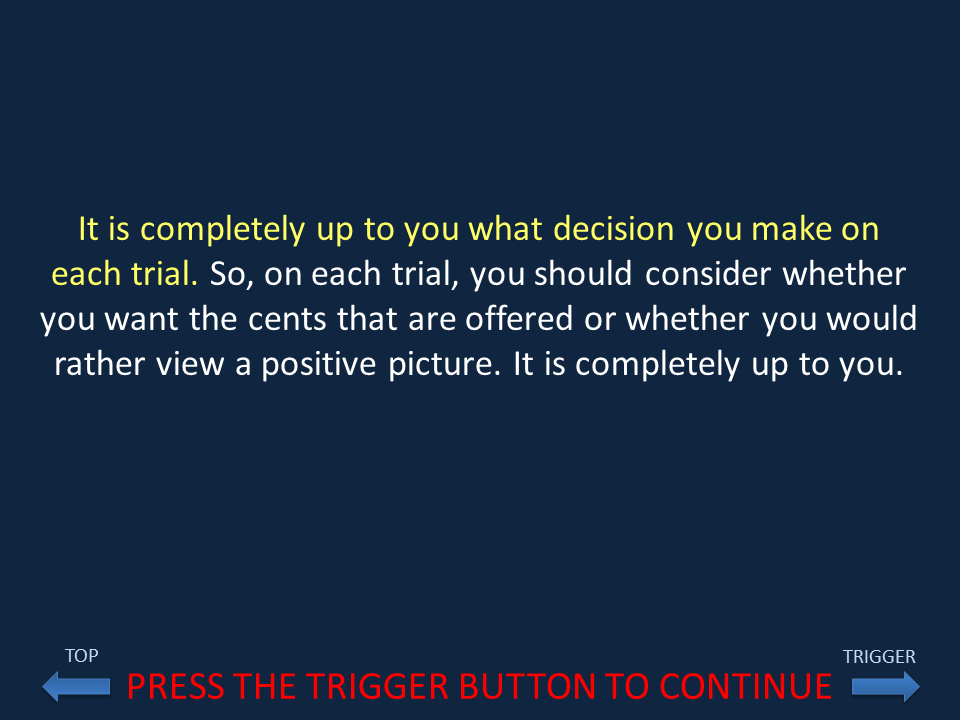 It is completely up to you what decision you make on
each trial. So, on each trial, you should consider whether
you want the cents that are offered or whether you would
rather view a positive picture. It is completely up to you.
TOP
TRIGGER
PRESS THE TRIGGER BUTTON TO CONTINUE